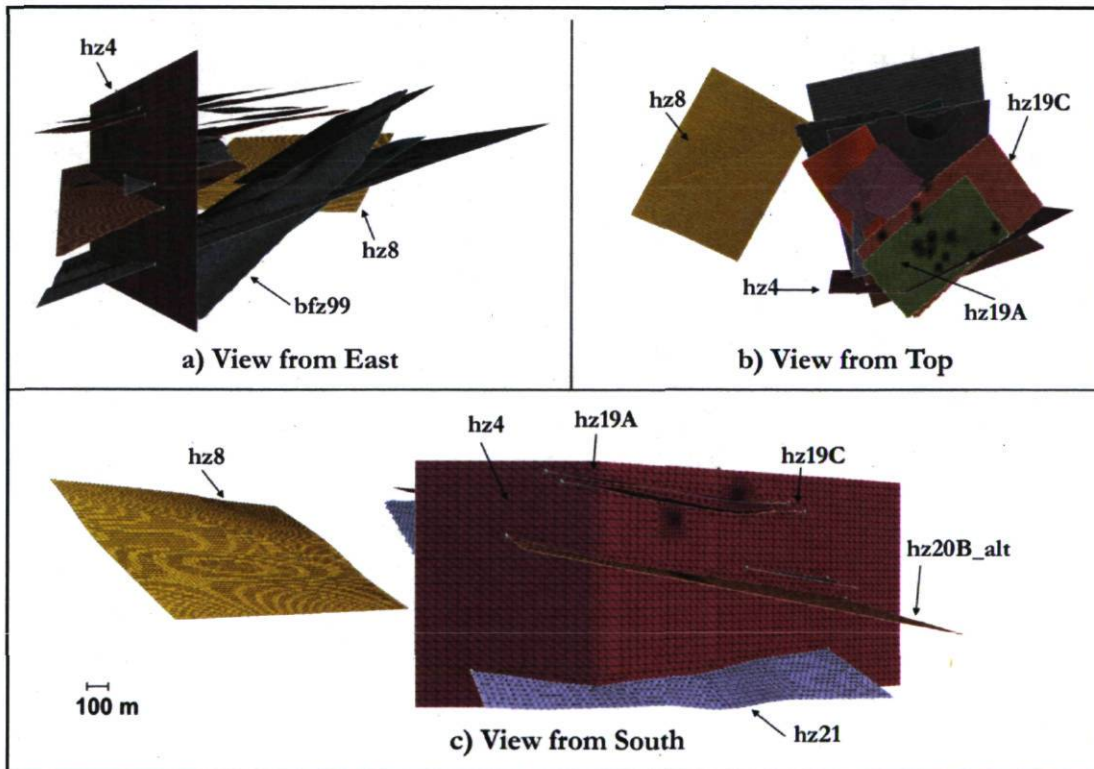 hz4
hz8
bfz99
a) View from East
hz8
hz19C
hz4
hz19A
b) View from Top
hz8
hz4
hz19A
hz19C
hz20B_alt
hz21
100 m
c) View from South